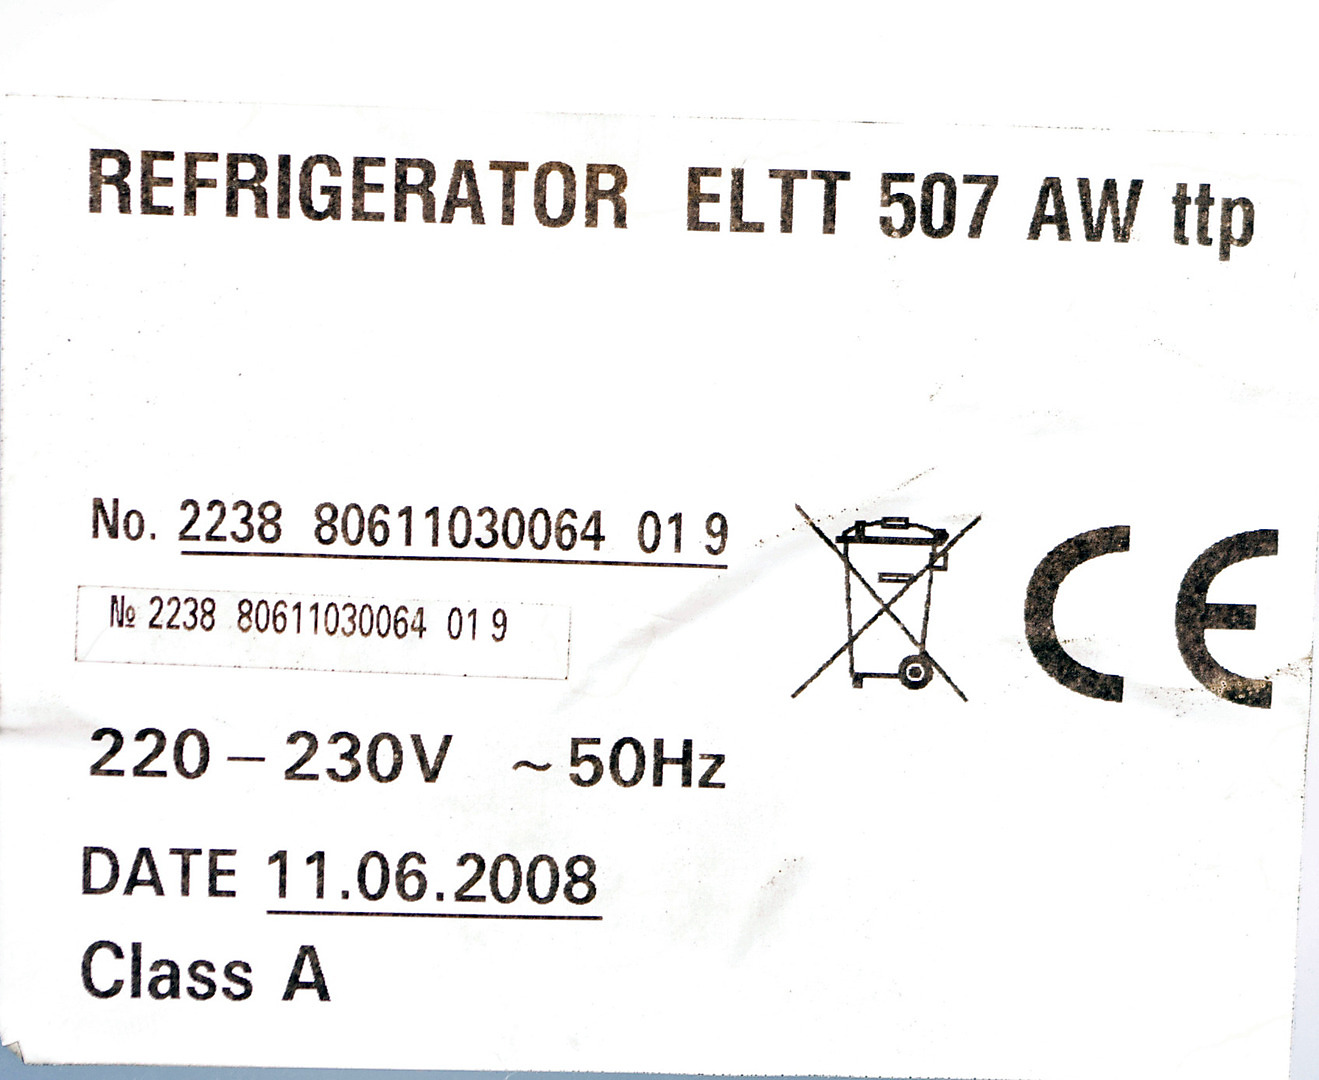 REFRIGERATOR ELTT 507 AW ttp
No. 2238 80611030064 01 9
№ 2238 80611030064 01 9
CE
220 – 230V ~ 50Hz
DATE 11.06.2008
Class A